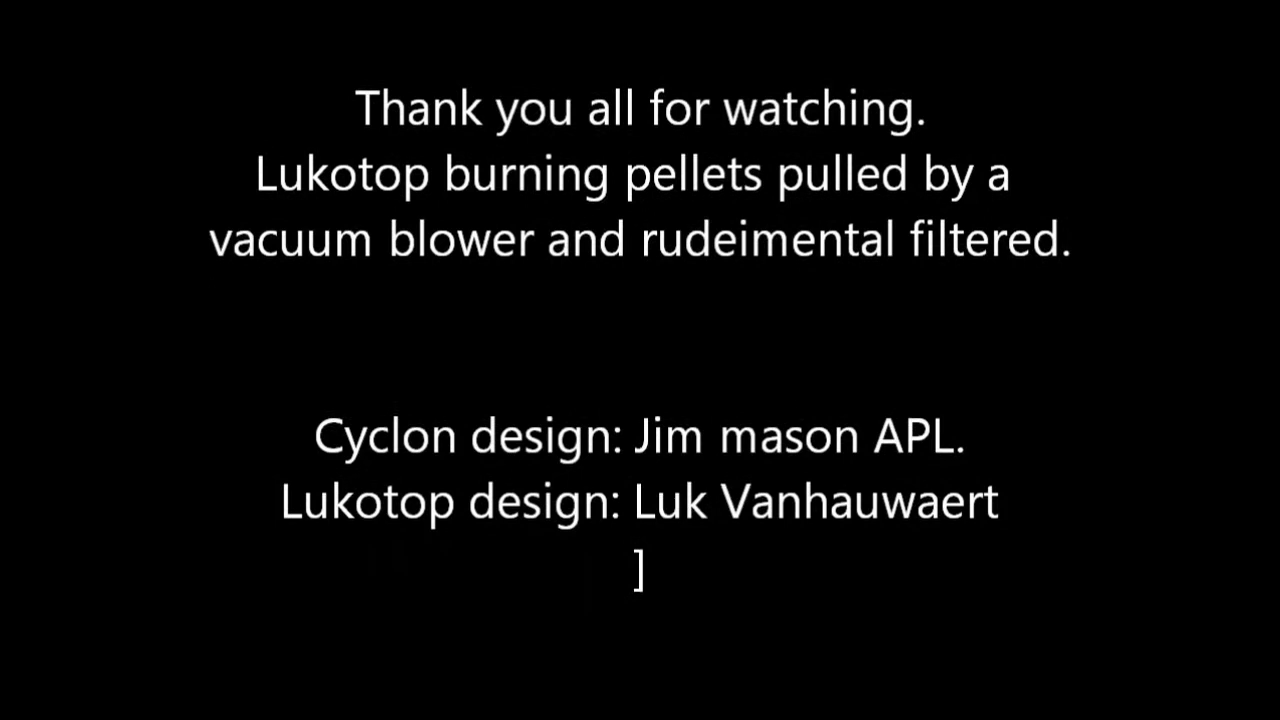 Thank you all for watching.
Lukotop burning pellets pulled by a
vacuum blower and rudeimental filtered.
Cyclon design: Jim mason APL.
Lukotop design: Luk Vanhauwaert
]